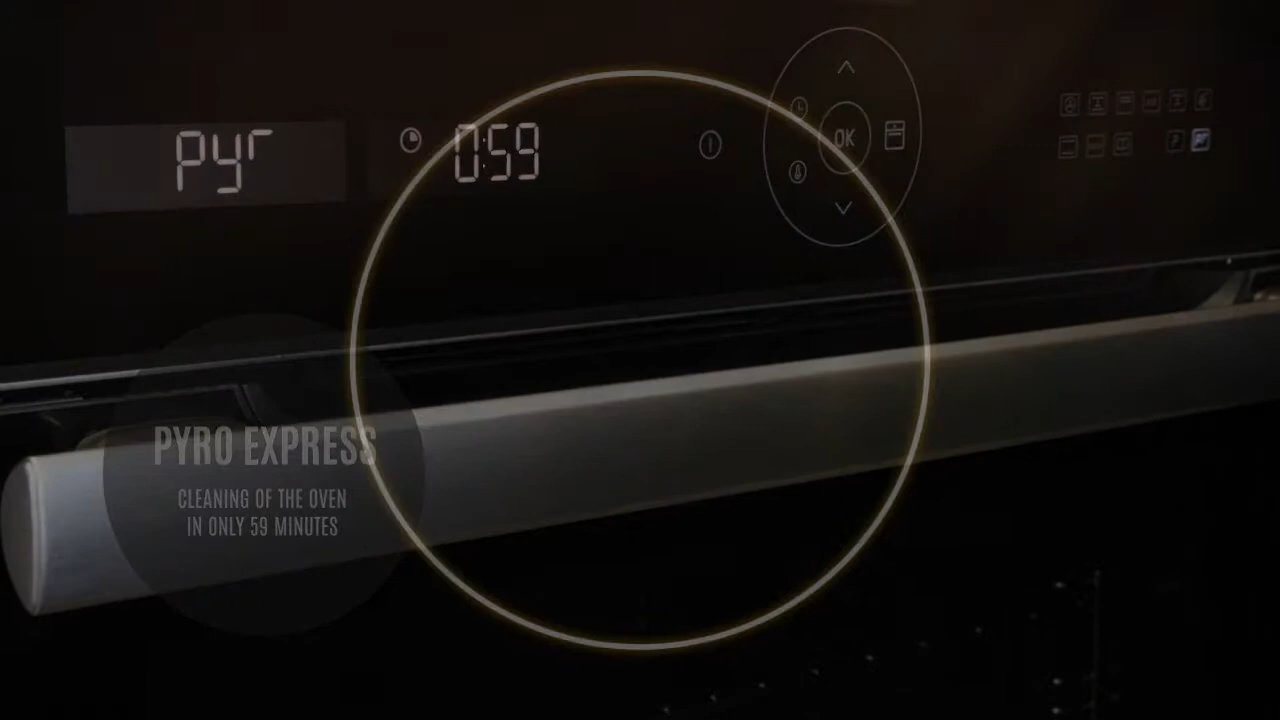 Pyr
0:59
OK
PYRO EXPRESS
CLEANING OF THE OVEN
IN ONLY 59 MINUTES